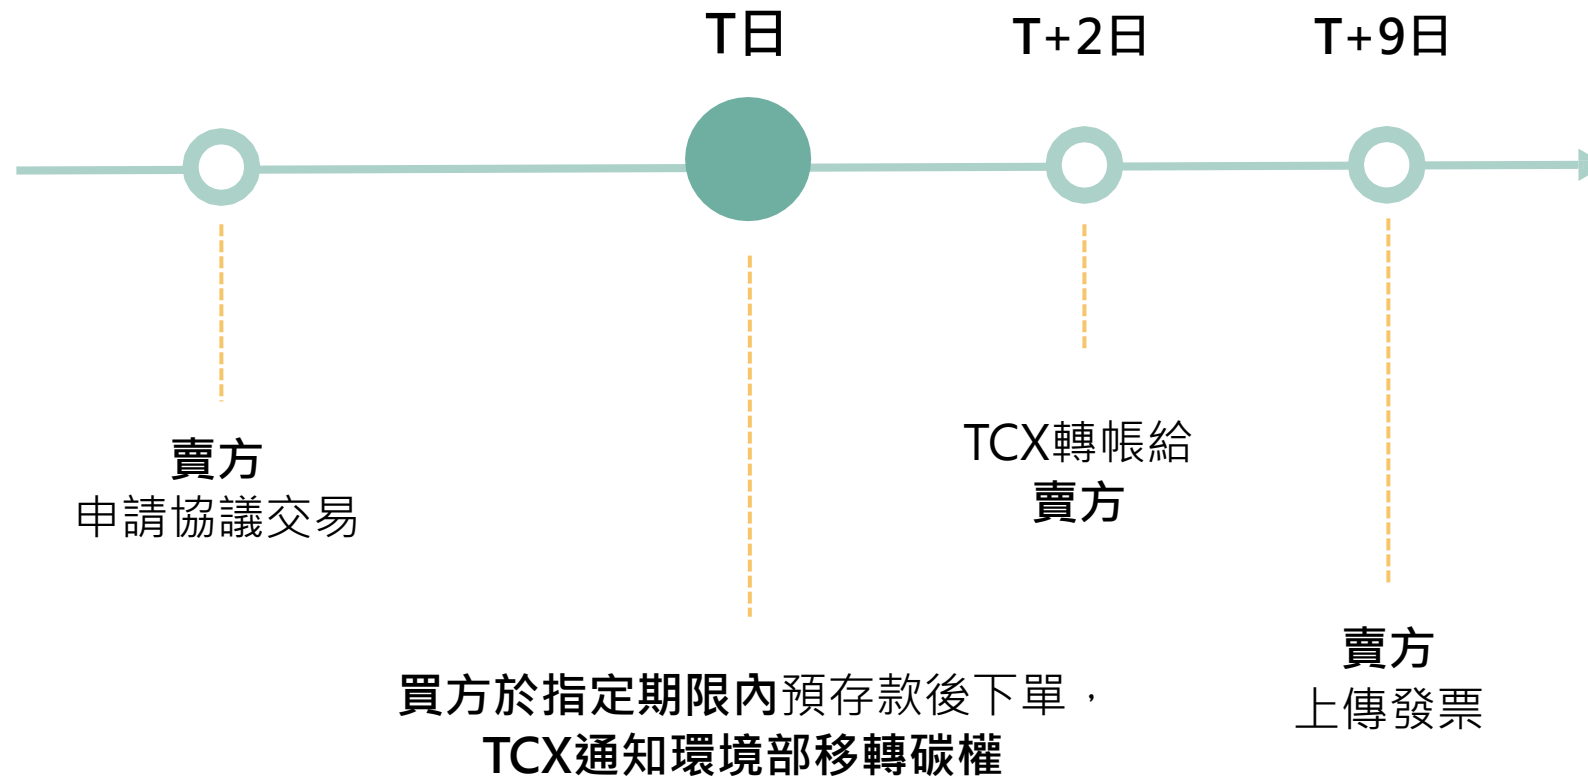 T日
T+2日
T+9日
賣方
申請協議交易
買方於指定期限內預存款後下單，
TCX通知環境部移轉碳權
TCX轉帳給
賣方
賣方
上傳發票